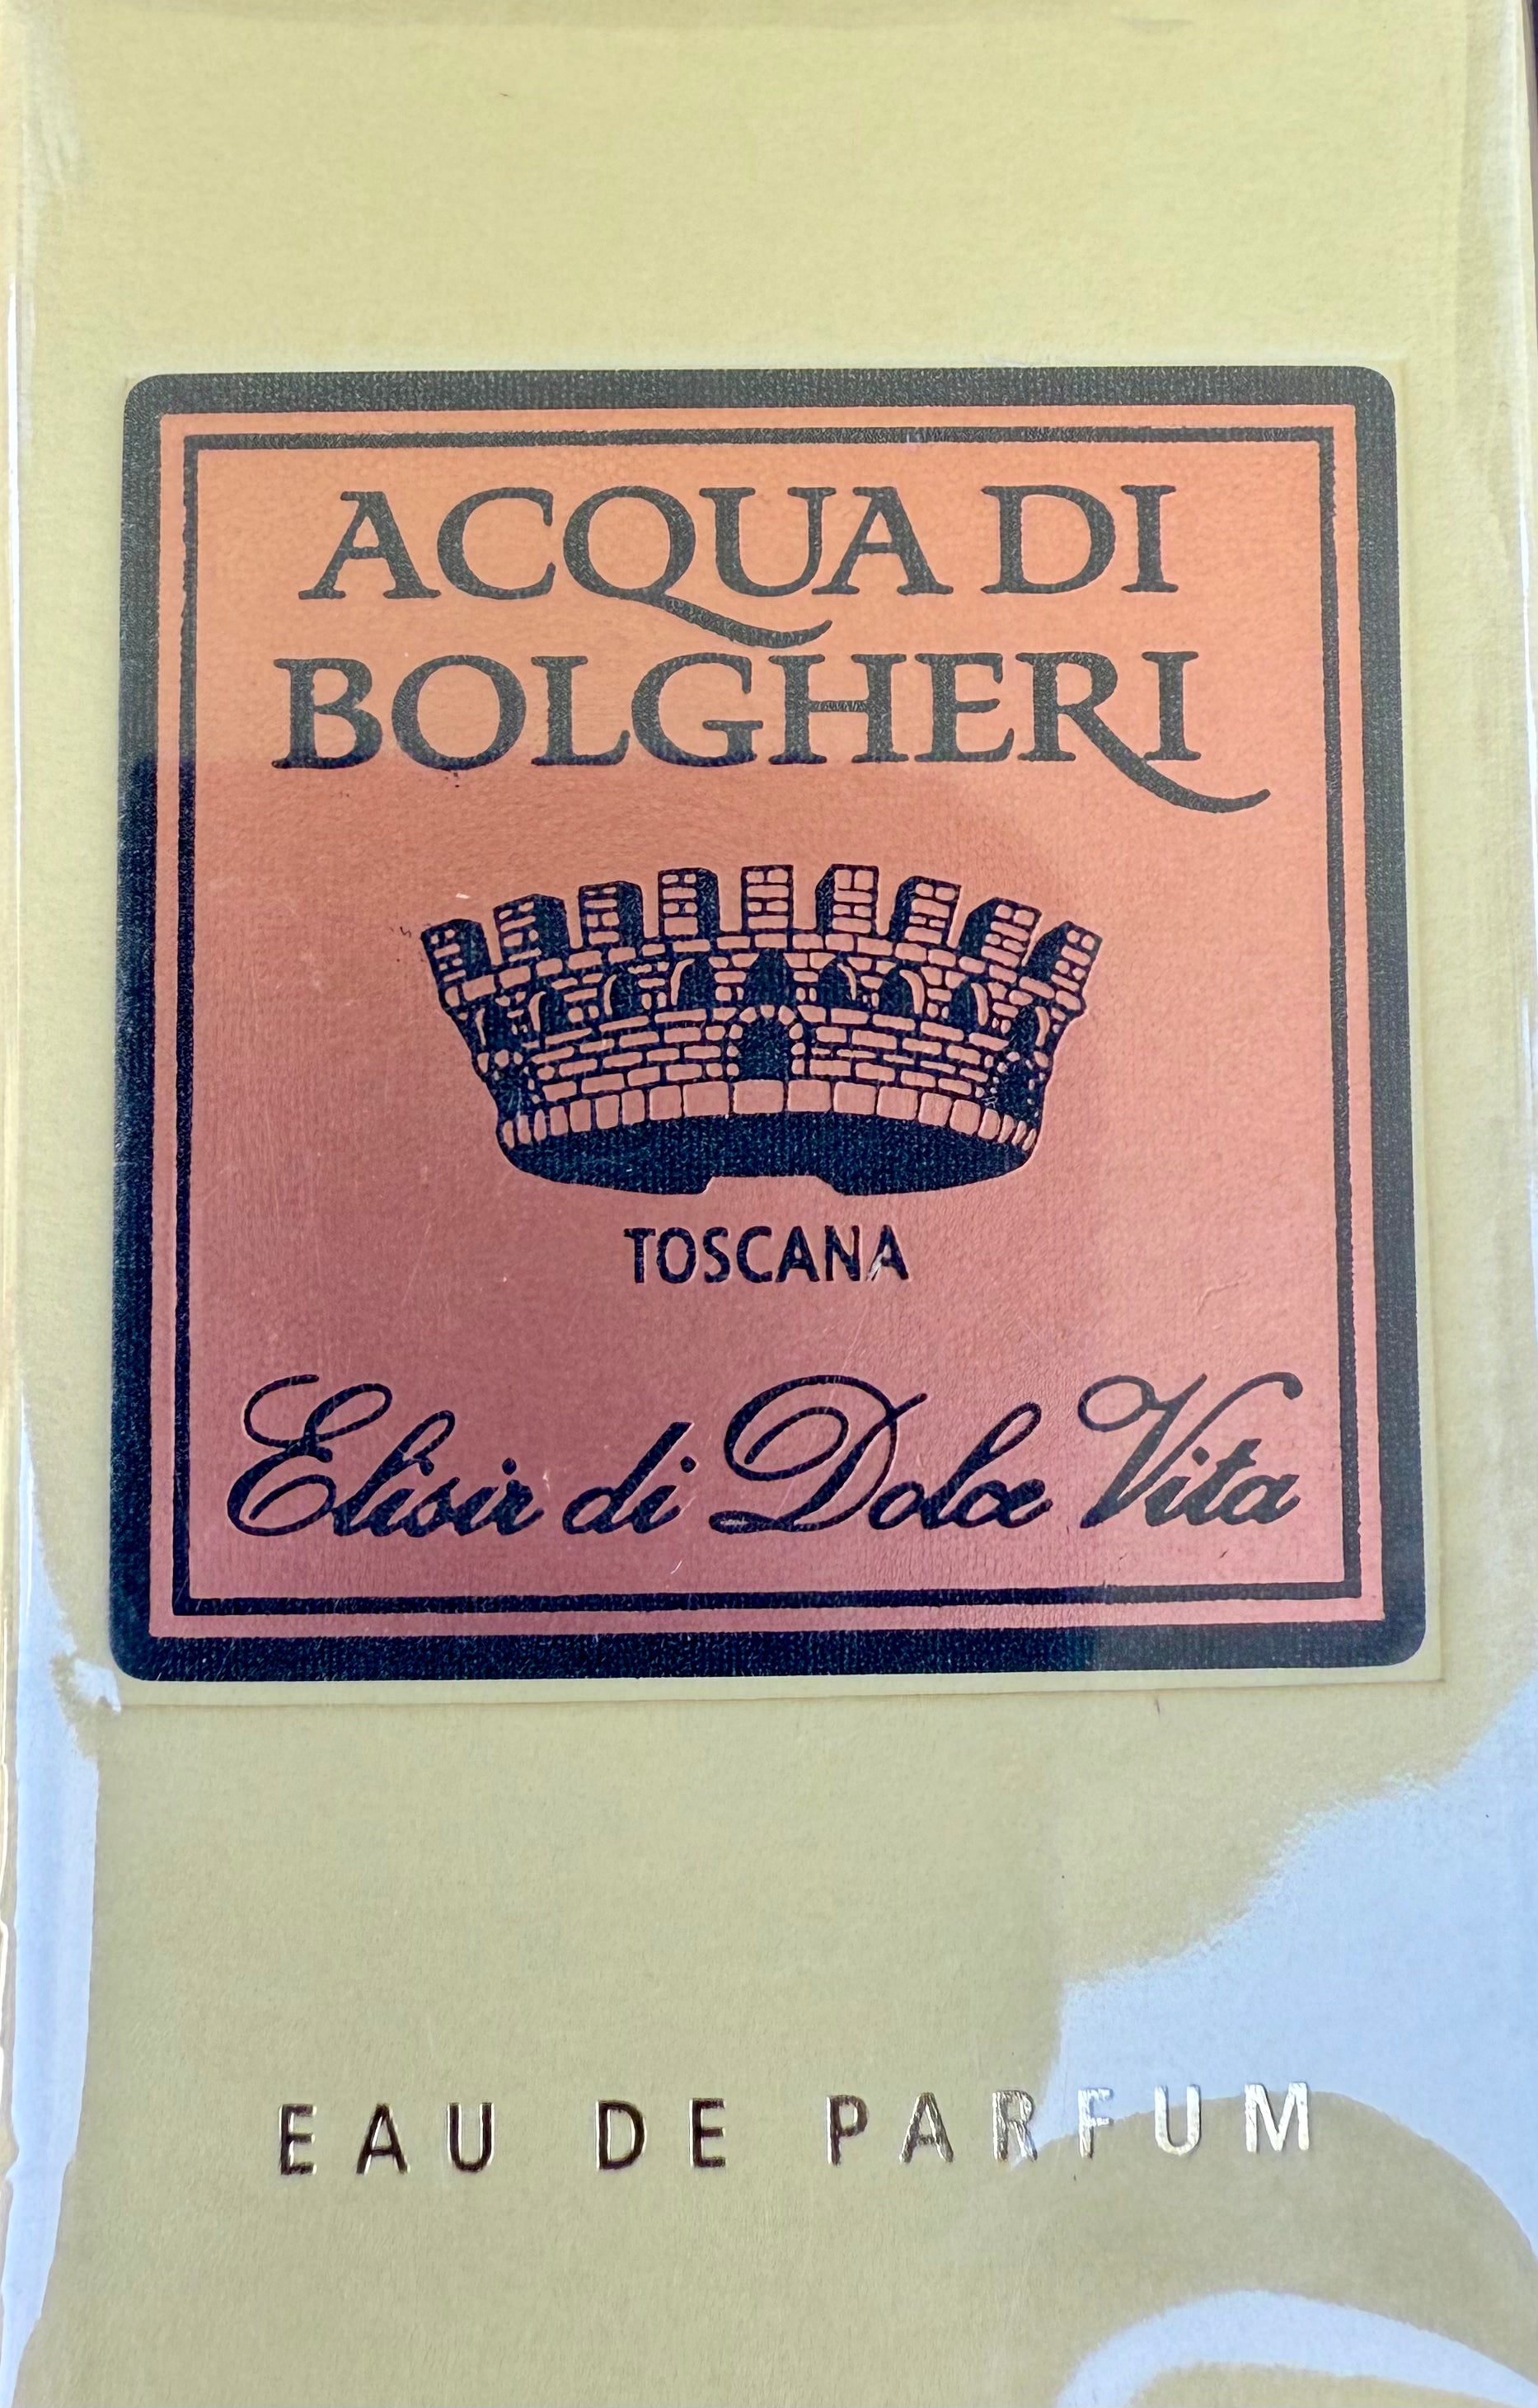 ACQUA DI
BOLGHERI
TOSCANA
Elisir di Dolce Vita
EAU DE PARFUM